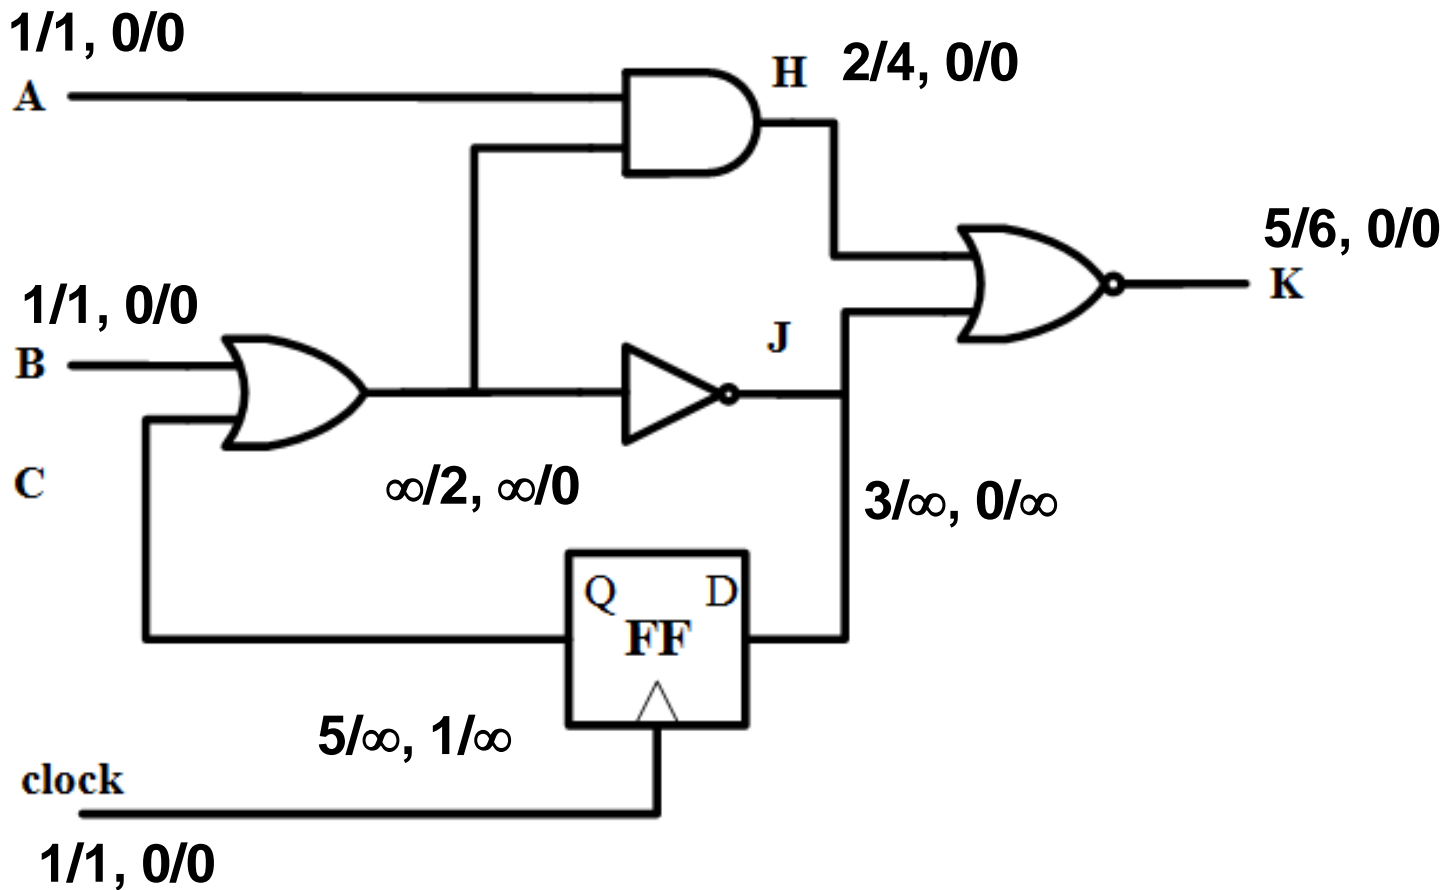 1/1, 0/0
A
H
2/4, 0/0
5/6, 0/0
K
1/1, 0/0
B
J
C
∞/2, ∞/0
3/∞, 0/∞
Q D
FF
5/∞, 1/∞
clock
1/1, 0/0